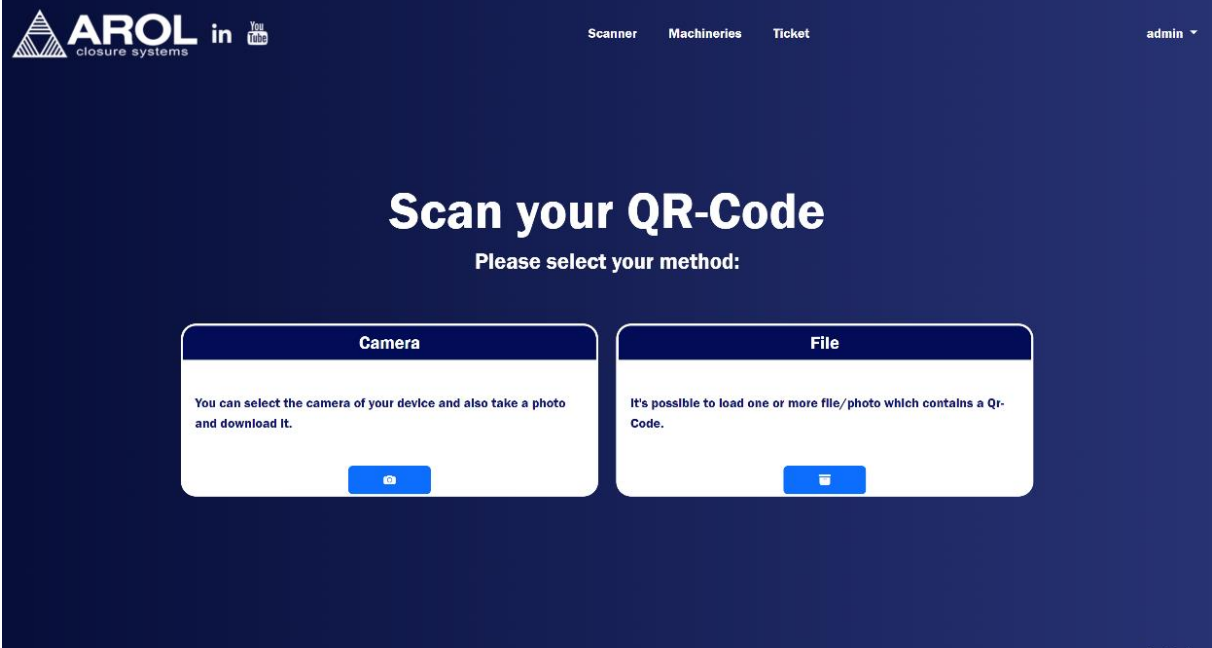 AROL
closure systems
in
You
Tube
Scanner Machineries Ticket
admin
Scan your QR-Code
Please select your method:
Camera
You can select the camera of your device and also take a photo
and download it.
File
It's possible to load one or more file/photo which contains a Qr-
Code.